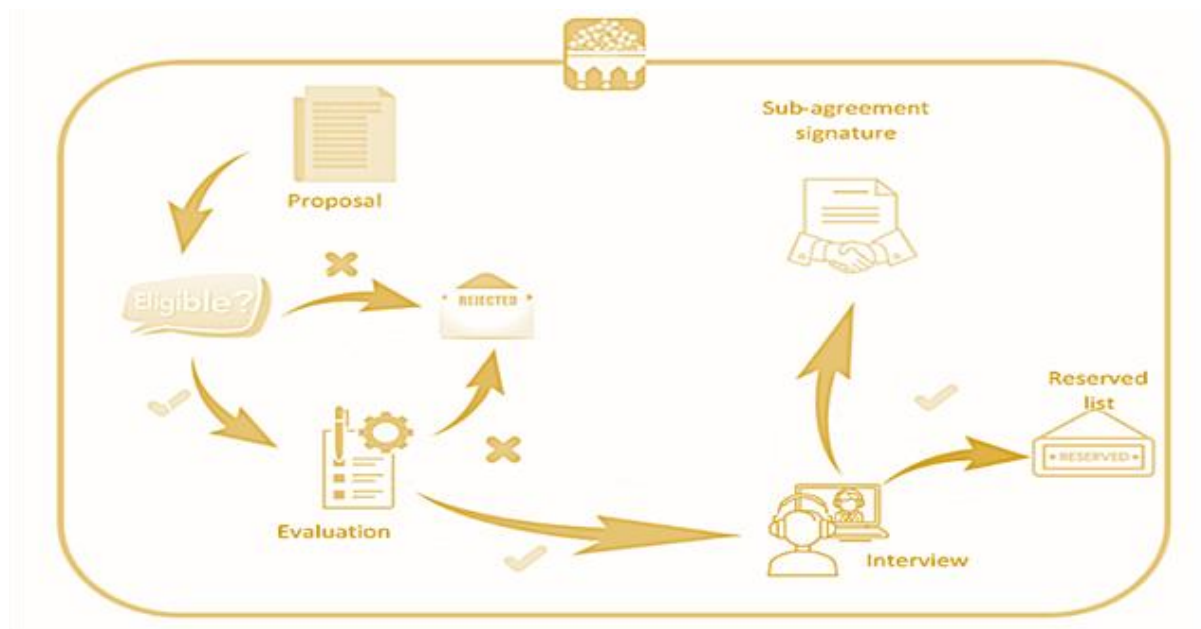 Sub-agreement
signature
Proposal
Eligible?
REJECTED
Reserved
list
RESERVED
Evaluation
Interview